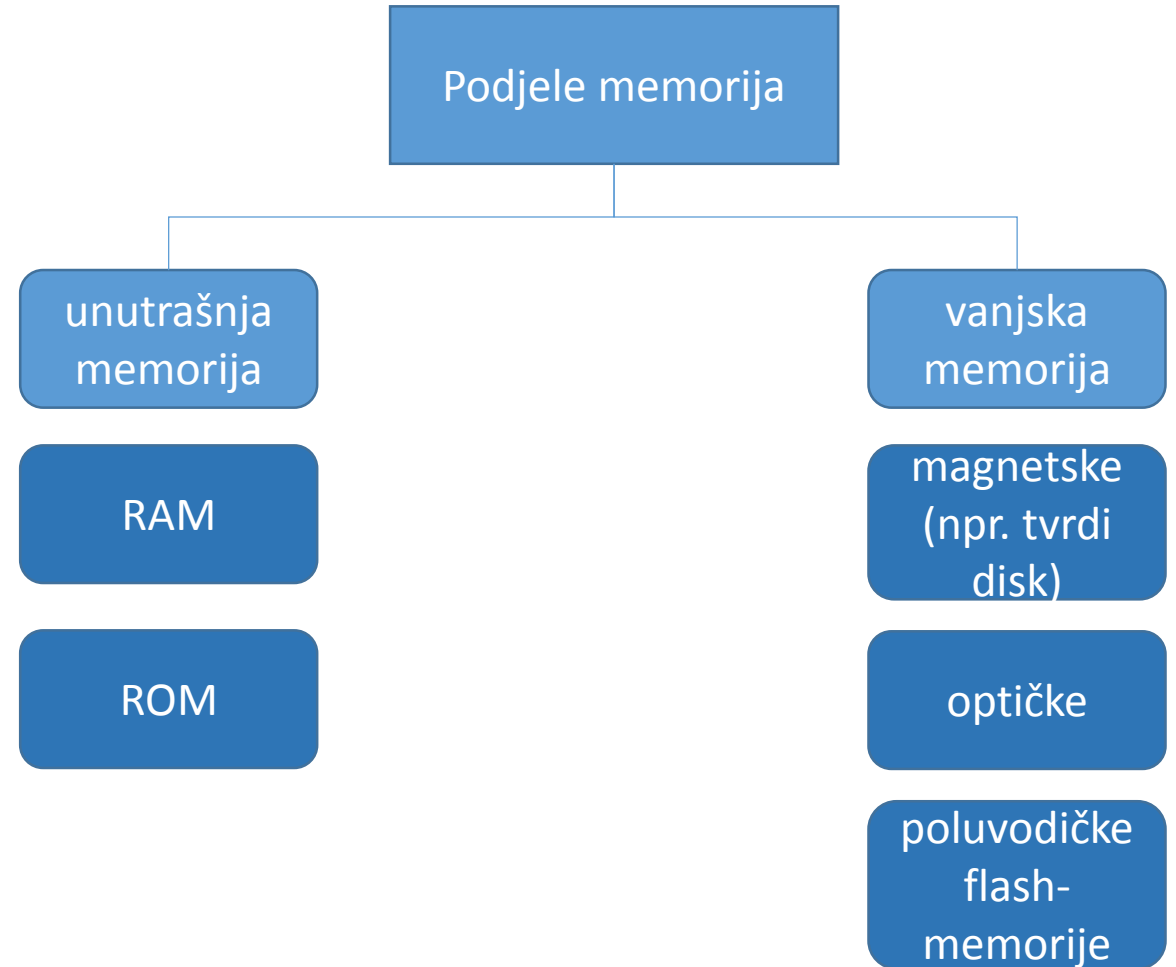 Podjele memorija
unutrašnja
memorija
RAM
ROM
vanjska
memorija
magnetske
(npr. tvrdi
disk)
optičke
poluvodičke
flash-
memorije